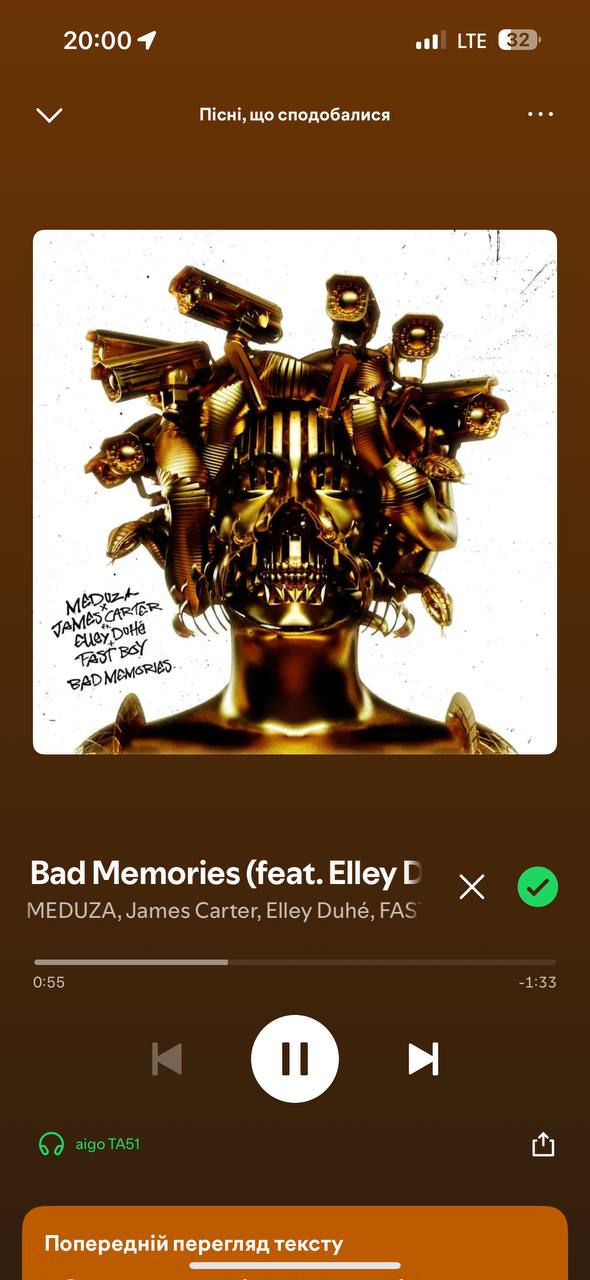 20:00
LTE
32
Пісні, що сподобалися
MEDUZA
x
JAMES CARTER
ELLEY DUHÉ
+
FAST BOY
BAD MEMORIES
Bad Memories (feat. Elley D
MEDUZA, James Carter, Elley Duhé, FAS
0:55
-1:33
aigo TA51
Попередній перегляд тексту